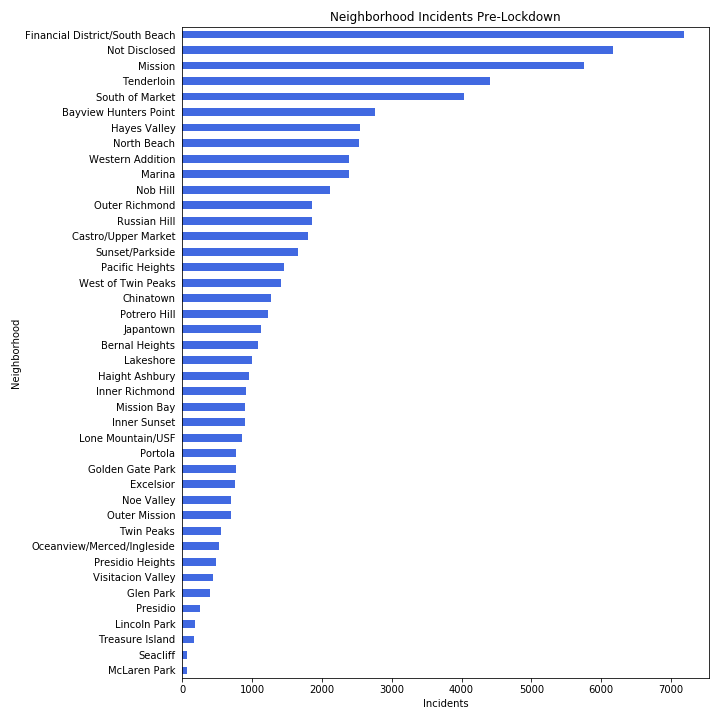 Neighborhood Incidents Pre-Lockdown
Financial District/South Beach
Not Disclosed
Mission
Tenderloin
South of Market
Bayview Hunters Point
Hayes Valley
North Beach
Western Addition
Marina
Nob Hill
Outer Richmond
Russian Hill
Castro/Upper Market
Sunset/Parkside
Pacific Heights
West of Twin Peaks
Chinatown
Potrero Hill
Japantown
Bernal Heights
Lakeshore
Haight Ashbury
Inner Richmond
Mission Bay
Inner Sunset
Lone Mountain/USF
Portola
Golden Gate Park
Excelsior
Noe Valley
Outer Mission
Twin Peaks
Oceanview/Merced/Ingleside
Presidio Heights
Visitacion Valley
Glen Park
Presidio
Lincoln Park
Treasure Island
Seacliff
McLaren Park
Neighborhood
0 1000 2000 3000 4000 5000 6000 7000
Incidents